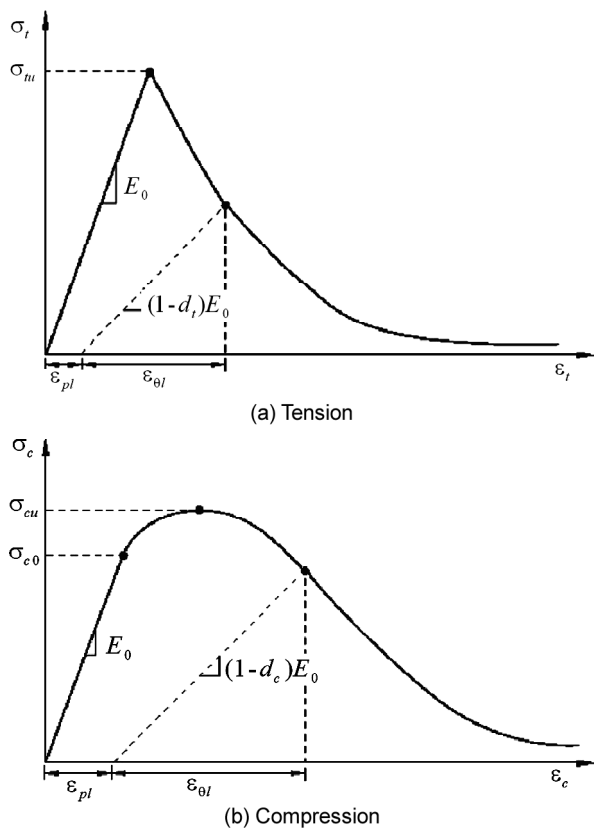 σt
σtu
E0
(1-dt)E0
εpl
εθl
εt
(a) Tension
σc
σcu
σc0
E0
(1-dc)E0
εpl
εθl
εc
(b) Compression